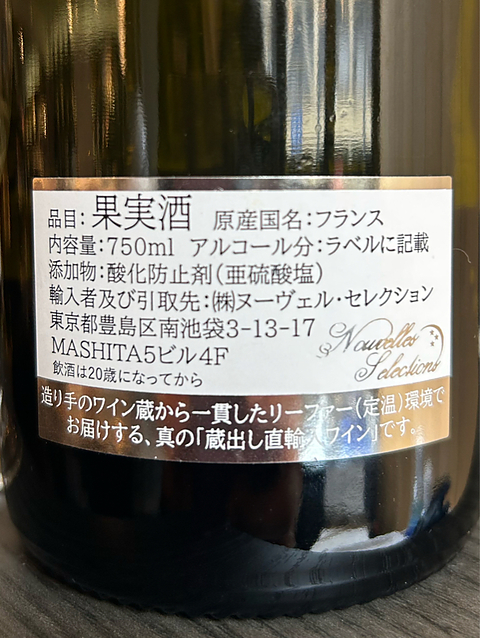 品目:果実酒 原産国名:フランス
内容量:750ml アルコール分:ラベルに記載
添加物:酸化防止剤(亜硫酸塩)
輸入者及び引取先:㈱ヌーヴェル・セレクション
東京都豊島区南池袋3-13-17
MASHITA5ビル4F
飲酒は20歳になってから
Nouvelles
Selections
造り手のワイン蔵から一貫したリーファー(定温)環境で
お届けする、真の「蔵出し直輸入ワイン」です。